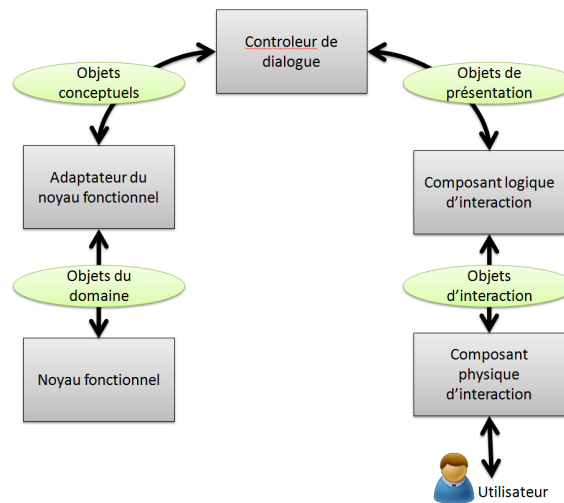 Controleur de
dialogue
Objets
conceptuels
Objets de
présentation
Adaptateur du
noyau fonctionnel
Composant logique
d'interaction
Objets du
domaine
Objets
d'interaction
Noyau fonctionnel
Composant
physique
d'interaction
Utilisateur